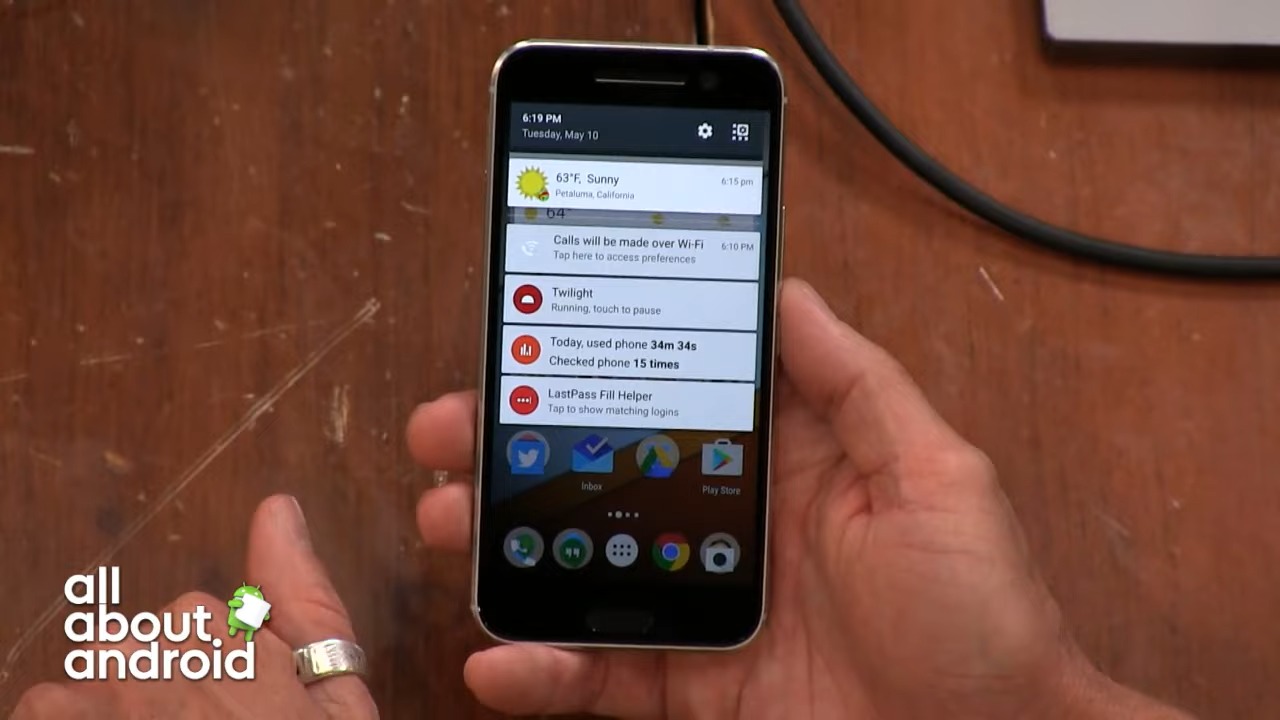 6:19 PM
Tuesday, May 10
63°F, Sunny
6:15 pm
Petaluma, California
64°
Calls will be made over Wi-Fi
6:10 PM
Tap here to access preferences
Twilight
Running, touch to pause
Today, used phone 34m 34s
Checked phone 15 times
LastPass Fill Helper
Tap to show matching logins
Inbox
Play Store
all
about
android